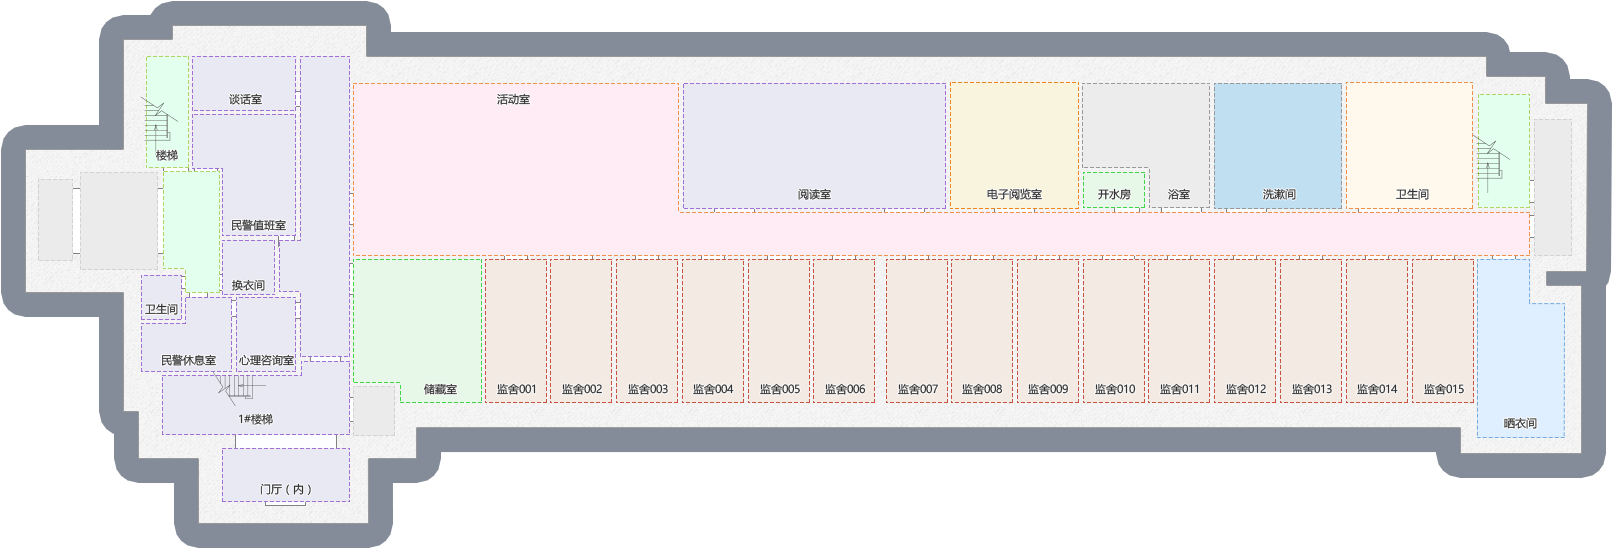 谈话室
活动室
楼梯
阅读室
电子阅览室
开水房
浴室
洗漱间
卫生间
民警值班室
换衣间
卫生间
民警休息室
心理咨询室
储藏室
监舍001
监舍002
监舍003
监舍004
监舍005
监舍006
监舍007
监舍008
监舍009
监舍010
监舍011
监舍012
监舍013
监舍014
监舍015
1#楼梯
晒衣间
门厅（内）